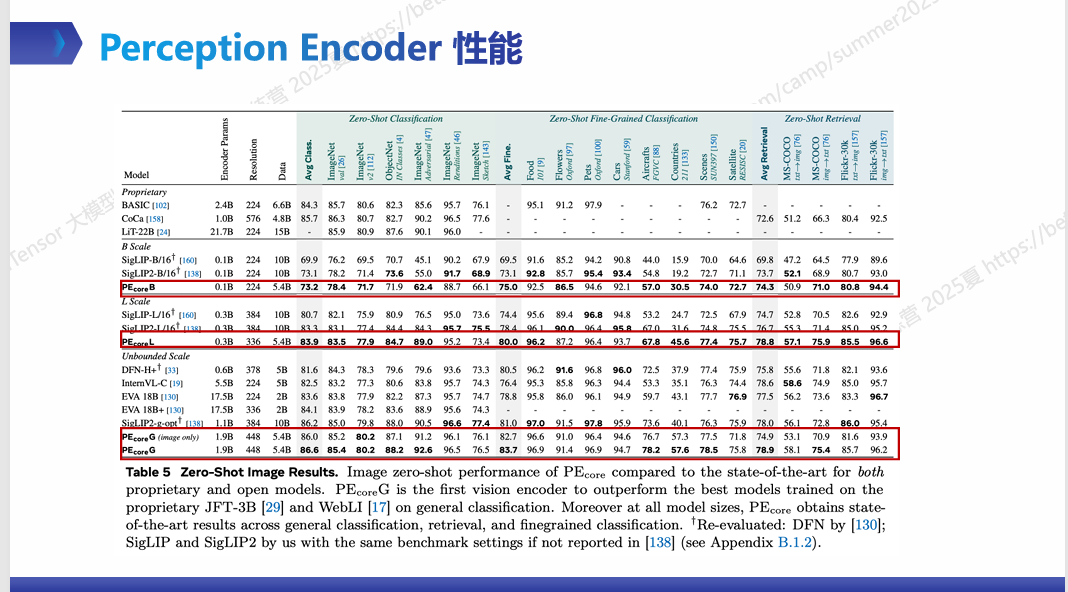 Perception Encoder 性能
Zero-Shot Classification Zero-Shot Fine-Grained Classification Zero-Shot Retrieval
Model Encoder Params Resolution Data Avg Class. ImageNet val [26] ImageNet v2 [112] ObjectNet IN Classes [4] ImageNet Adversarial [47] ImageNet Renditions [46] ImageNet Sketch [143] Avg Fine. Food 101 [9] Flowers Oxford [97] Pets Oxford [100] Cars Stanford [59] Aircrafts FGVC [88] Countries 211 [133] Scenes SUN397 [150] Satellite RESISC [20] Avg Retrieval MS-COCO txt→img [76] MS-COCO img→txt [76] Flickr-30k txt→img [157] Flickr-30k img→txt [157]
Proprietary
BASIC [102] 2.4B 224 6.6B 84.3 85.7 80.6 82.3 85.6 95.7 76.1 - 95.1 91.2 97.9 - - - 76.2 72.7 - - - - -
CoCa [158] 1.0B 576 4.8B 85.7 86.3 80.7 82.7 90.2 96.5 77.6 - - - - - - - - - 72.6 51.2 66.3 80.4 92.5
LiT-22B [24] 21.7B 224 15B - 85.9 80.9 87.6 90.1 96.0 - - - - - - - - - - - - - - -
B Scale
SigLIP-B/16† [160] 0.1B 224 10B 69.9 76.2 69.5 70.7 45.1 90.2 67.9 69.5 91.6 85.2 94.2 90.8 44.0 15.9 70.0 64.6 69.8 47.2 64.5 77.9 89.6
SigLIP2-B/16† [138] 0.1B 224 10B 73.1 78.2 71.4 73.6 55.0 91.7 68.9 73.1 92.8 85.7 95.4 93.4 54.8 19.2 72.7 71.1 73.7 52.1 68.9 80.7 93.0
PEcoreB 0.1B 224 5.4B 73.2 78.4 71.7 71.9 62.4 88.7 66.1 75.0 92.5 86.5 94.6 92.1 57.0 30.5 74.0 72.7 74.3 50.9 71.0 80.8 94.4
L Scale
SigLIP-L/16† [160] 0.3B 384 10B 80.7 82.1 75.9 80.9 76.5 95.0 73.6 74.4 95.6 89.4 96.8 94.8 53.2 24.7 72.5 67.9 74.7 52.8 70.5 82.6 92.9
SigLIP2-L/16† [138] 0.3B 384 10B 83.3 83.1 77.4 84.4 84.3 95.7 75.5 78.4 96.1 90.0 96.4 95.8 67.0 31.6 74.8 75.5 76.7 55.3 71.4 85.0 95.2
PEcoreL 0.3B 336 5.4B 83.9 83.5 77.9 84.7 89.0 95.2 73.4 80.0 96.2 87.2 96.4 93.7 67.8 45.6 77.4 75.7 78.8 57.1 75.9 85.5 96.6
Unbounded Scale
DFN-H+† [33] 0.6B 378 5B 81.6 84.3 78.3 79.6 79.6 93.6 73.3 80.5 96.2 91.6 96.8 96.0 72.5 37.9 77.4 75.9 75.8 55.6 71.8 82.1 93.6
InternVL-C [19] 5.5B 224 5B 82.5 83.2 77.3 80.6 83.8 95.7 74.3 76.4 95.3 85.8 96.3 94.4 53.3 35.1 76.3 74.4 78.6 58.6 74.9 85.0 95.7
EVA 18B [130] 17.5B 224 2B 83.6 83.8 77.9 82.2 87.3 95.7 74.7 78.8 95.8 86.0 96.1 94.9 59.7 43.1 77.7 76.9 77.5 56.2 73.6 83.3 96.7
EVA 18B+ [130] 17.5B 336 2B 84.1 83.9 78.2 83.6 88.9 95.6 74.3 - - - - - - - - - - - - - -
SigLIP2-g-opt† [138] 1.1B 384 10B 86.2 85.0 79.8 88.0 90.5 96.6 77.4 81.0 97.0 91.5 97.8 95.9 73.6 40.1 76.3 75.9 78.0 56.1 72.8 86.0 95.4
PEcoreG (image only) 1.9B 448 5.4B 86.0 85.2 80.2 87.1 91.2 96.1 76.1 82.7 96.6 91.0 96.4 94.6 76.7 57.3 77.5 71.8 74.9 53.1 70.9 81.6 93.9
PEcoreG 1.9B 448 5.4B 86.6 85.4 80.2 88.2 92.6 96.5 76.5 83.7 96.9 91.4 96.9 94.7 78.2 57.6 78.5 75.8 78.9 58.1 75.4 85.7 96.2
Table 5 Zero-Shot Image Results. Image zero-shot performance of PEcore compared to the state-of-the-art for both
proprietary and open models. PEcoreG is the first vision encoder to outperform the best models trained on the
proprietary JFT-3B [29] and WebLI [17] on general classification. Moreover at all model sizes, PEcore obtains state-
of-the-art results across general classification, retrieval, and finegrained classification. †Re-evaluated: DFN by [130];
SigLIP and SigLIP2 by us with the same benchmark settings if not reported in [138] (see Appendix B.1.2).